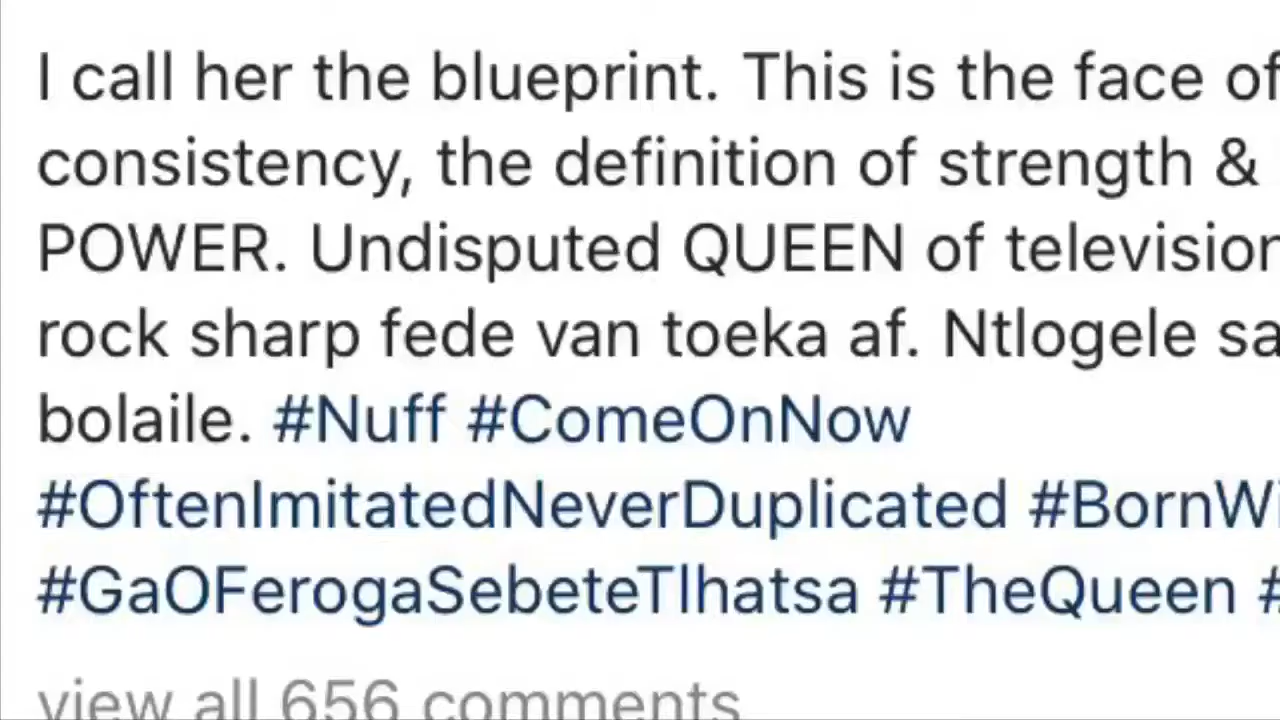 I call her the blueprint. This is the face of
consistency, the definition of strength &
POWER. Undisputed QUEEN of television
rock sharp fede van toeka af. Ntlogele sa
bolaile. #Nuff #ComeOnNow
#OftenImitatedNeverDuplicated #BornWi
#GaOFerogaSebeteTlhatsa #TheQueen #
view all 656 comments